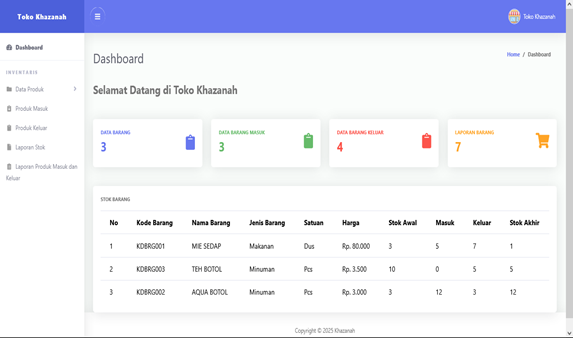 Toko Khazanah
Toko Khazanah
Dashboard
INVENTARIS
Data Produk
Produk Masuk
Produk Keluar
Laporan Stok
Laporan Produk Masuk dan
Keluar
Dashboard
Home / Dashboard
Selamat Datang di Toko Khazanah
DATA BARANG
3
DATA BARANG MASUK
3
DATA BARANG KELUAR
4
LAPORAN BARANG
7
STOK BARANG
No Kode Barang Nama Barang Jenis Barang Satuan Harga Stok Awal Masuk Keluar Stok Akhir
1 KDBRG001 MIE SEDAP Makanan Dus Rp. 80.000 3 5 7 1
2 KDBRG003 TEH BOTOL Minuman Pcs Rp. 3.500 10 0 5 5
3 KDBRG002 AQUA BOTOL Minuman Pcs Rp. 3.000 3 12 3 12
Copyright © 2025 Khazanah